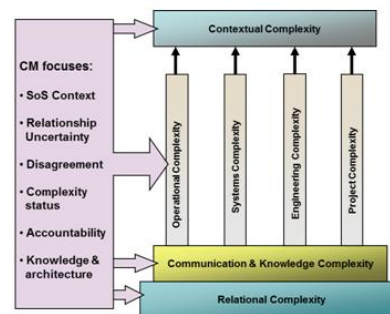 Contextual Complexity
CM focuses:
• SoS Context
• Relationship
Uncertainty
• Disagreement
• Complexity
status
• Accountability
• Knowledge &
architecture
Operational Complexity
Systems Complexity
Engineering Complexity
Project Complexity
Communication & Knowledge Complexity
Relational Complexity